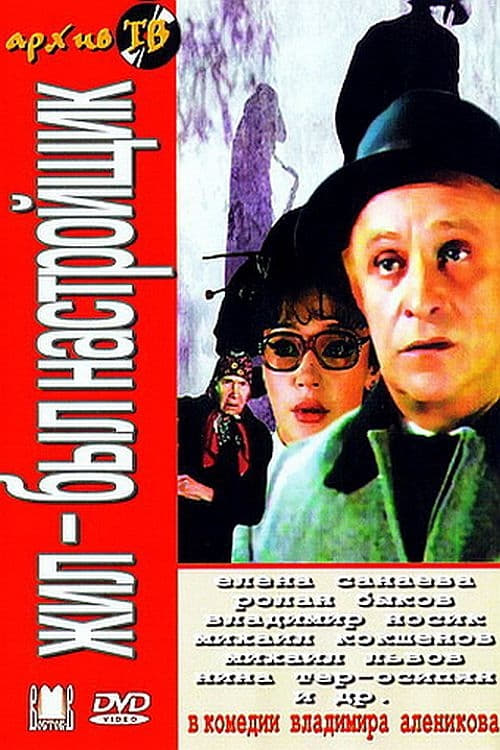 архив ТВ
ЖИЛ-был настройщик
елена санаева
ролан быков
владимир носик
михаил кокшенов
михаил львов
нина тер-осипян
и др.
в комедии владимира аленикова
DVD
VIDEO